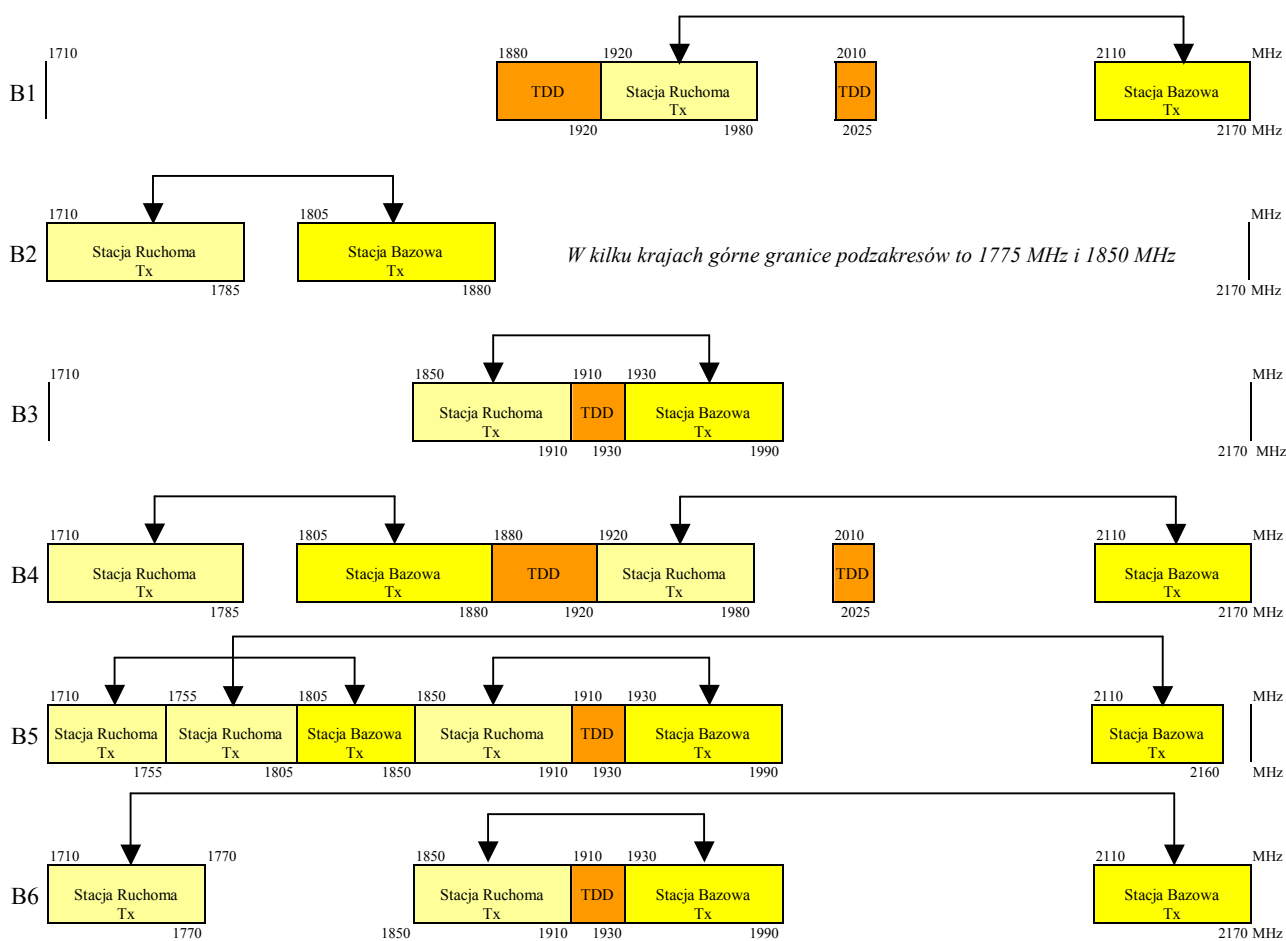 1710 1880 1920 2010 2110 MHz
B1 TDD Stacja Ruchoma Tx TDD Stacja Bazowa Tx
1920 1980 2025 2170 MHz
1710 1805 MHz
B2 Stacja Ruchoma Tx Stacja Bazowa Tx W kilku krajach górne granice podzakresów to 1775 MHz i 1850 MHz
1785 1880 2170 MHz
1710 1850 1910 1930 MHz
B3 Stacja Ruchoma Tx TDD Stacja Bazowa Tx
1910 1930 1990 2170 MHz
1710 1805 1880 1920 2010 2110 MHz
B4 Stacja Ruchoma Tx Stacja Bazowa Tx TDD Stacja Ruchoma Tx TDD Stacja Bazowa Tx
1785 1880 1920 1980 2025 2170 MHz
1710 1755 1805 1850 1910 1930 2110 MHz
B5 Stacja Ruchoma Tx Stacja Ruchoma Tx Stacja Bazowa Tx Stacja Ruchoma Tx TDD Stacja Bazowa Tx Stacja Bazowa Tx
1755 1805 1850 1910 1930 1990 2160 MHz
1710 1770 1850 1910 1930 2110 MHz
B6 Stacja Ruchoma Tx Stacja Ruchoma Tx TDD Stacja Bazowa Tx Stacja Bazowa Tx
1770 1850 1910 1930 1990 2170 MHz